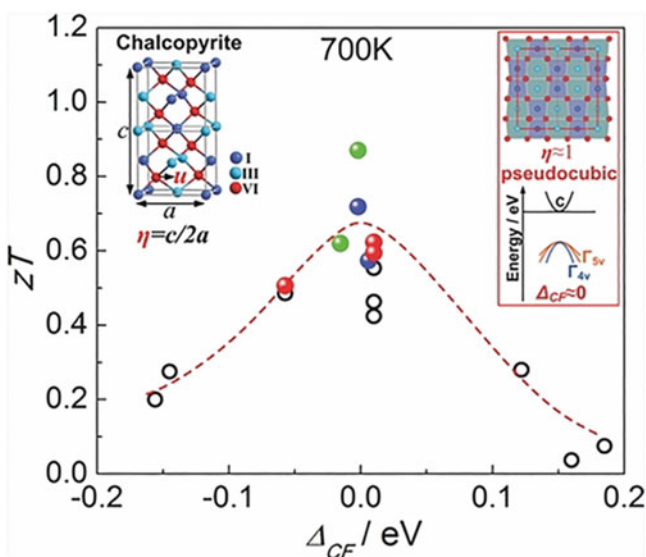 1.2
1.0
0.8
0.6
0.4
0.2
0.0
zT
Chalcopyrite
c
a
u
I
III
VI
η=c/2a
700K
η≈1
pseudocubic
Energy / eV
c
Γ5v
Γ4v
ΔCF≈0
-0.2
-0.1
0.0
0.1
0.2
ΔCF / eV